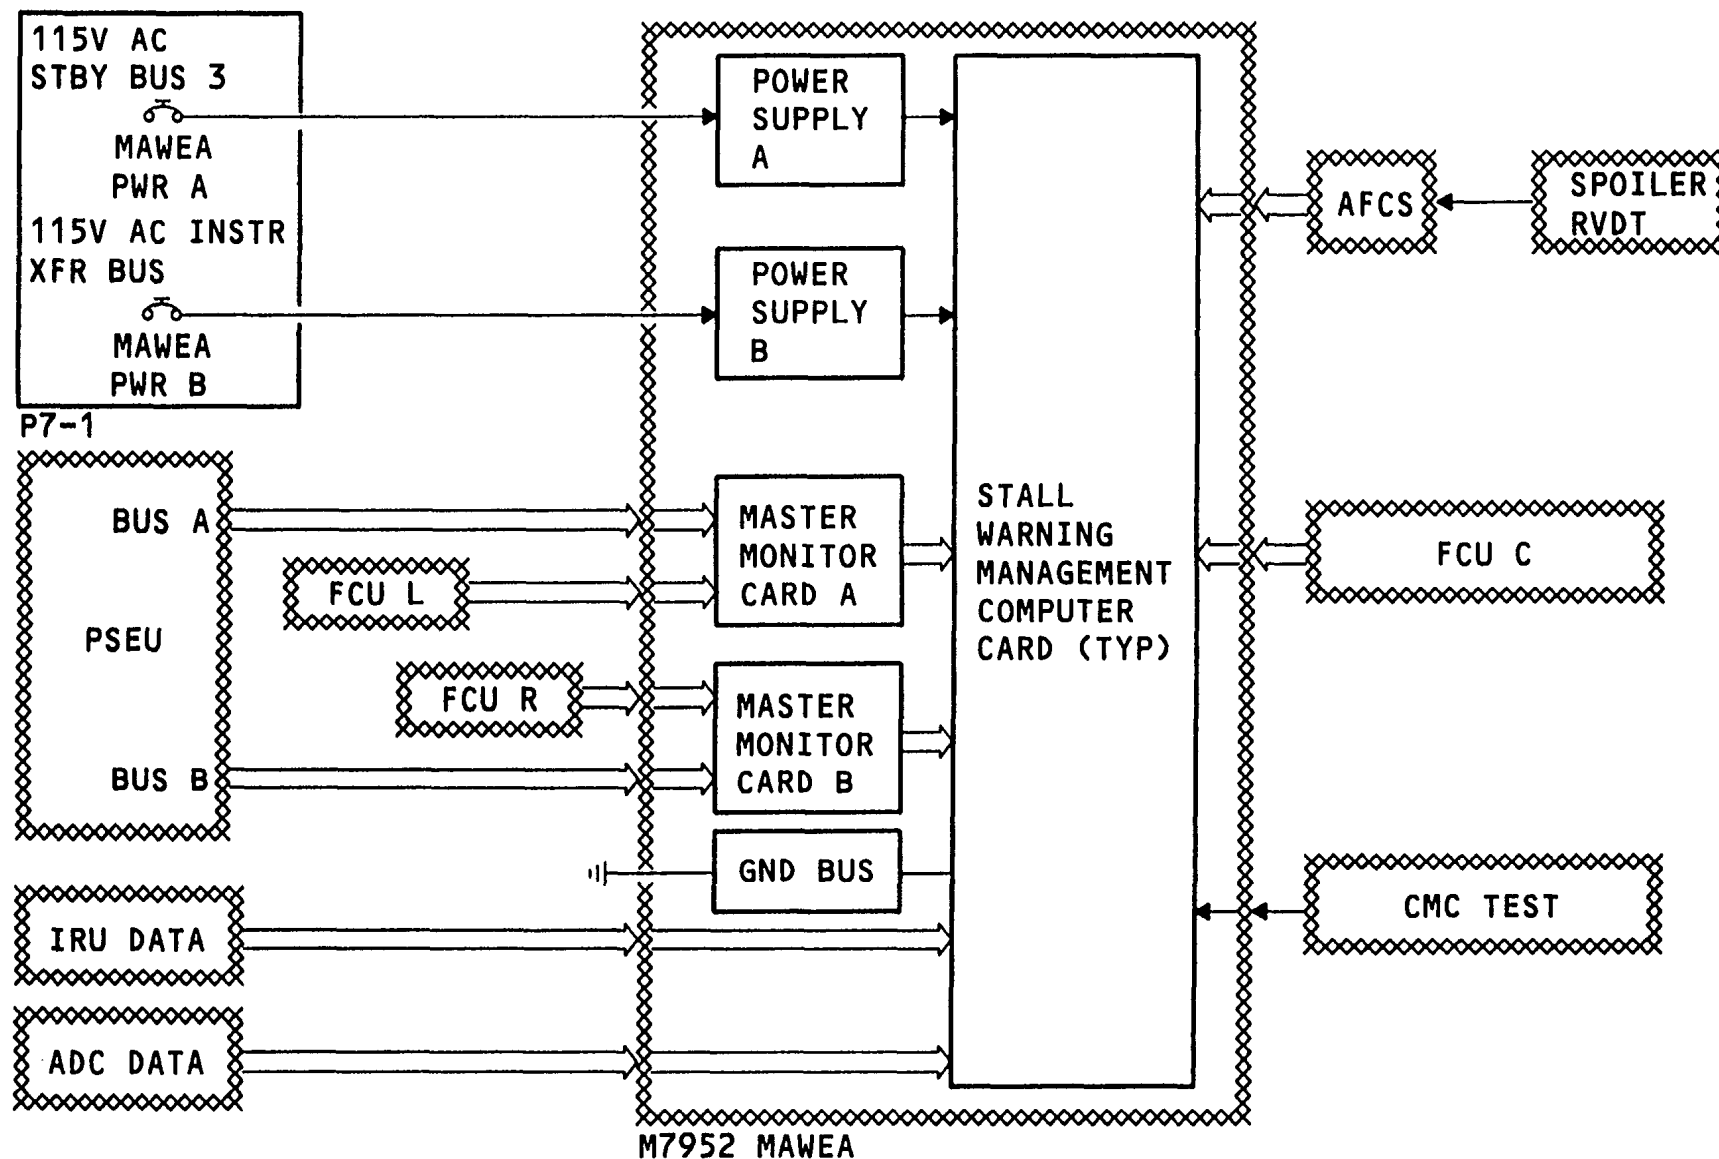 115V AC
STBY BUS 3
MAWEA
PWR A
115V AC INSTR
XFR BUS
MAWEA
PWR B
P7-1
POWER
SUPPLY
A
POWER
SUPPLY
B
AFCS
SPOILER
RVDT
BUS A
PSEU
BUS B
FCU L
FCU R
MASTER
MONITOR
CARD A
MASTER
MONITOR
CARD B
GND BUS
STALL
WARNING
MANAGEMENT
COMPUTER
CARD (TYP)
FCU C
CMC TEST
IRU DATA
ADC DATA
M7952 MAWEA